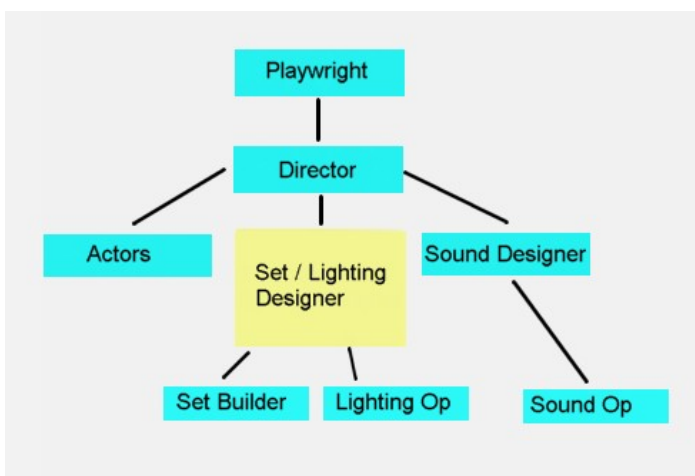 Playwright
Director
Actors
Set / Lighting
Designer
Sound Designer
Set Builder
Lighting Op
Sound Op